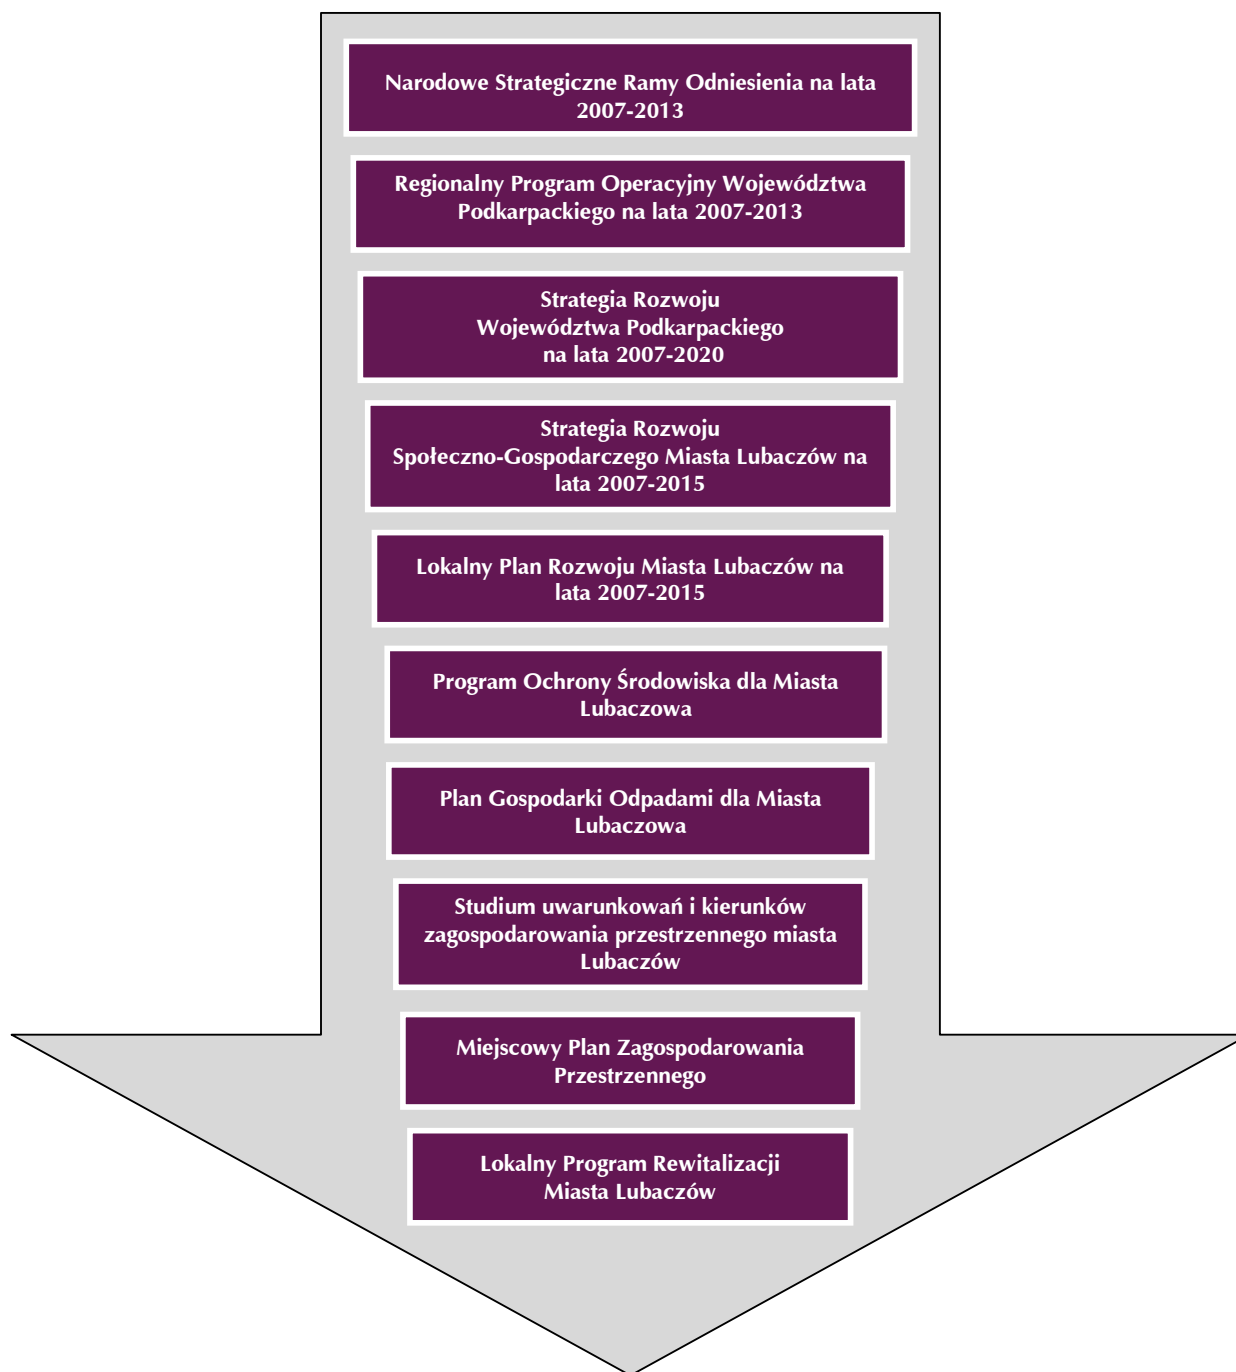 Narodowe Strategiczne Ramy Odniesienia na lata
2007-2013
Regionalny Program Operacyjny Województwa
Podkarpackiego na lata 2007-2013
Strategia Rozwoju
Województwa Podkarpackiego
na lata 2007-2020
Strategia Rozwoju
Społeczno-Gospodarczego Miasta Lubaczów na
lata 2007-2015
Lokalny Plan Rozwoju Miasta Lubaczów na
lata 2007-2015
Program Ochrony Środowiska dla Miasta
Lubaczowa
Plan Gospodarki Odpadami dla Miasta
Lubaczowa
Studium uwarunkowań i kierunków
zagospodarowania przestrzennego miasta
Lubaczów
Miejscowy Plan Zagospodarowania
Przestrzennego
Lokalny Program Rewitalizacji
Miasta Lubaczów